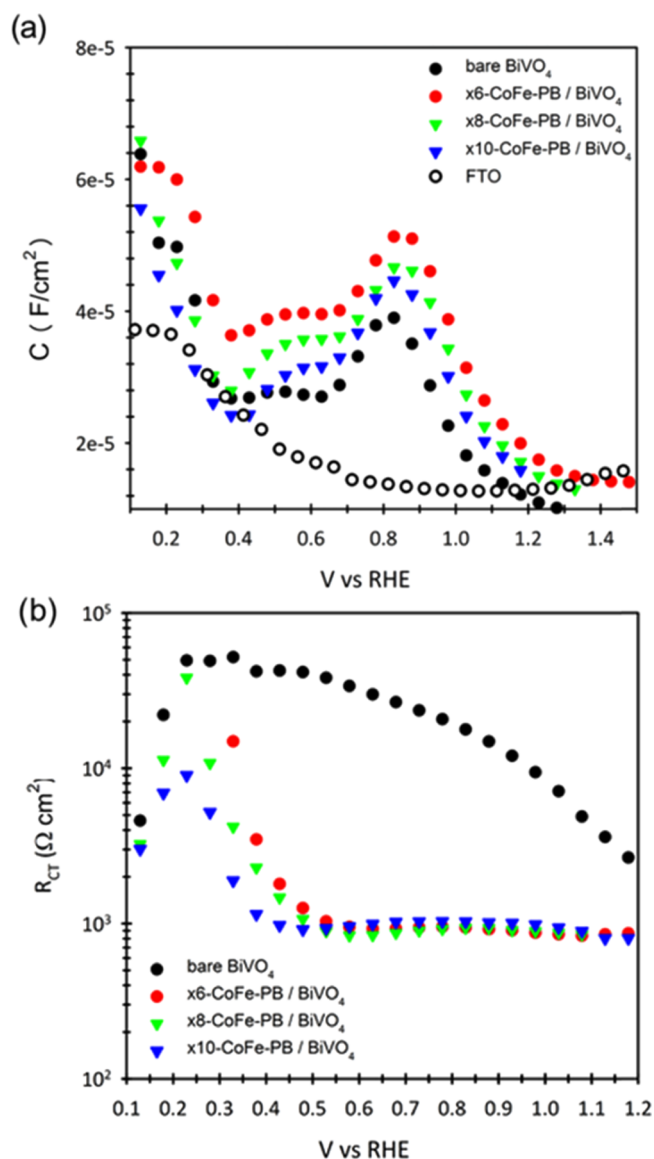 (a)
8e-5
6e-5
4e-5
2e-5
C ( F/cm²)
bare BiVO₄
x6-CoFe-PB / BiVO₄
x8-CoFe-PB / BiVO₄
x10-CoFe-PB / BiVO₄
FTO
0.2 0.4 0.6 0.8 1.0 1.2 1.4
V vs RHE
(b)
10⁵
10⁴
10³
10²
R_CT (Ω cm²)
bare BiVO₄
x6-CoFe-PB / BiVO₄
x8-CoFe-PB / BiVO₄
x10-CoFe-PB / BiVO₄
0.1 0.2 0.3 0.4 0.5 0.6 0.7 0.8 0.9 1.0 1.1 1.2
V vs RHE